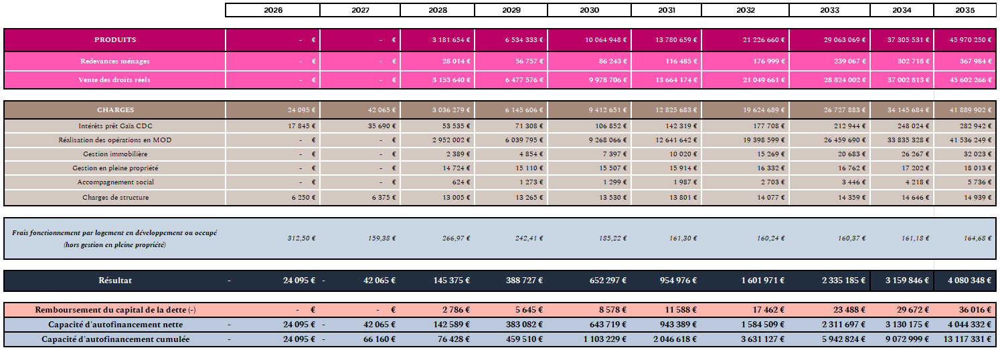 2026 2027 2028 2029 2030 2031 2032 2033 2034 2035
PRODUITS - € - € 3 181 654 € 6 534 333 € 10 064 948 € 13 780 659 € 21 226 660 € 29 063 069 € 37 305 531 € 45 970 250 €
Redevances ménages - € - € 28 014 € 56 757 € 86 243 € 116 485 € 176 999 € 239 067 € 302 718 € 367 984 €
Vente des droits réels - € - € 3 153 640 € 6 477 576 € 9 978 706 € 13 664 174 € 21 049 661 € 28 824 002 € 37 002 813 € 45 602 266 €
CHARGES 24 095 € 42 065 € 3 036 279 € 6 145 606 € 9 412 651 € 12 825 683 € 19 624 689 € 26 727 883 € 34 145 684 € 41 889 902 €
Intérêts prêt Gaïa CDC 17 845 € 35 690 € 53 535 € 71 308 € 106 852 € 142 319 € 177 708 € 212 944 € 248 024 € 282 942 €
Réalisation des opérations en MOD - € - € 2 952 002 € 6 039 795 € 9 268 066 € 12 641 642 € 19 398 599 € 26 459 690 € 33 835 328 € 41 536 249 €
Gestion immobilière - € - € 2 389 € 4 854 € 7 397 € 10 020 € 15 269 € 20 683 € 26 267 € 32 023 €
Gestion en pleine propriété - € - € 14 724 € 15 110 € 15 507 € 15 914 € 16 332 € 16 762 € 17 202 € 18 013 €
Accompagnement social - € - € 624 € 1 273 € 1 299 € 1 987 € 2 703 € 3 446 € 4 218 € 5 736 €
Charges de structure 6 250 € 6 375 € 13 005 € 13 265 € 13 530 € 13 801 € 14 077 € 14 359 € 14 646 € 14 939 €
Frais fonctionnement par logement en développement ou occupé
(hors gestion en pleine propriété) 312,50 € 159,38 € 266,97 € 242,41 € 185,22 € 161,30 € 160,24 € 160,37 € 161,18 € 164,68 €
Résultat - 24 095 € - 42 065 € 145 375 € 388 727 € 652 297 € 954 976 € 1 601 971 € 2 335 185 € 3 159 846 € 4 080 348 €
Remboursement du capital de la dette (-) - € - € 2 786 € 5 645 € 8 578 € 11 588 € 17 462 € 23 488 € 29 672 € 36 016 €
Capacité d'autofinancement nette - 24 095 € - 42 065 € 142 589 € 383 082 € 643 719 € 943 389 € 1 584 509 € 2 311 697 € 3 130 175 € 4 044 332 €
Capacité d'autofinancement cumulée - 24 095 € - 66 160 € 76 428 € 459 510 € 1 103 229 € 2 046 618 € 3 631 127 € 5 942 824 € 9 072 999 € 13 117 331 €